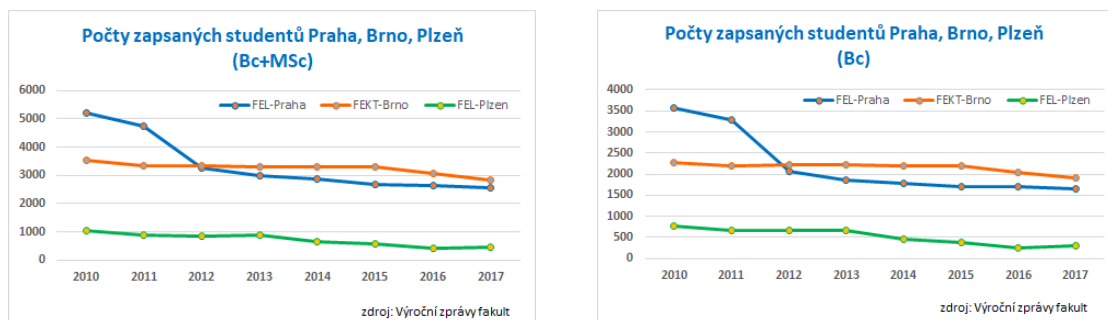 Počty zapsaných studentů Praha, Brno, Plzeň
(Bc+MSc)
6000
5000
4000
3000
2000
1000
0
FEL-Praha FEKT-Brno FEL-Plzen
2010 2011 2012 2013 2014 2015 2016 2017
zdroj: Výroční zprávy fakult
Počty zapsaných studentů Praha, Brno, Plzeň
(Bc)
4000
3500
3000
2500
2000
1500
1000
500
0
FEL-Praha FEKT-Brno FEL-Plzen
2010 2011 2012 2013 2014 2015 2016 2017
zdroj: Výroční zprávy fakult